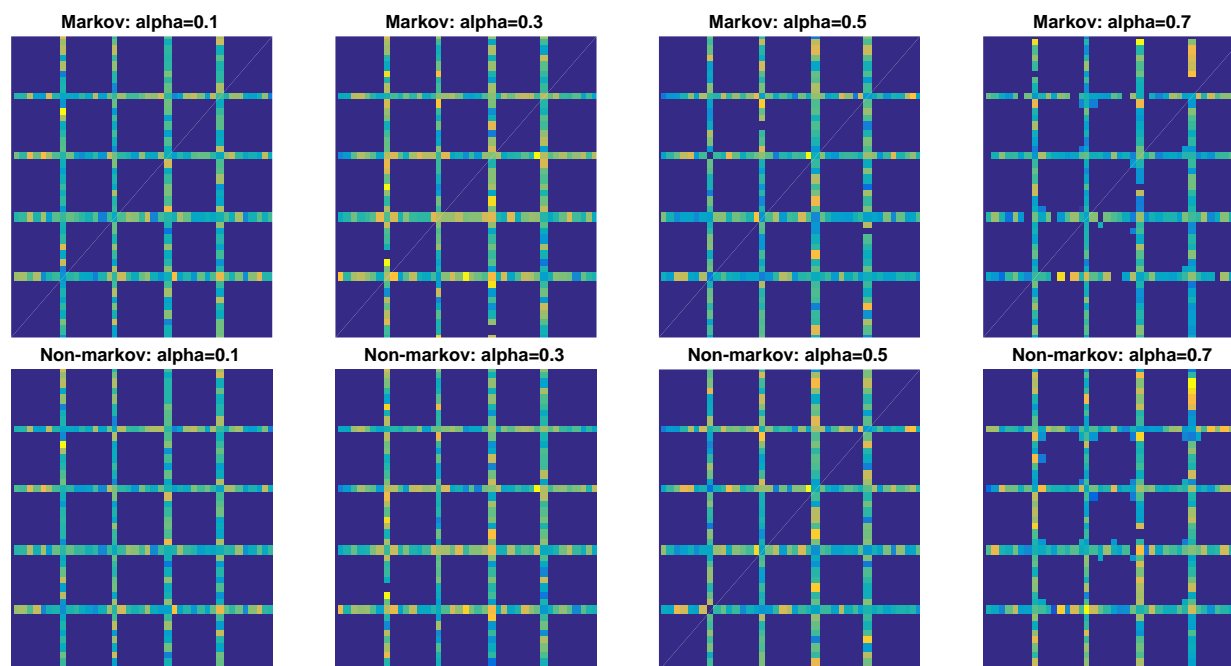 Markov: alpha=0.1
Markov: alpha=0.3
Markov: alpha=0.5
Markov: alpha=0.7
Non-markov: alpha=0.1
Non-markov: alpha=0.3
Non-markov: alpha=0.5
Non-markov: alpha=0.7